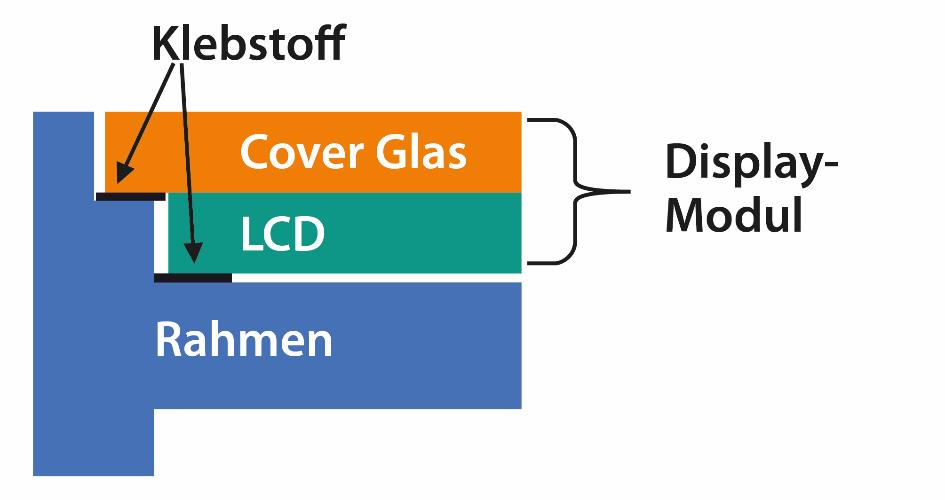 Klebstoff
Cover Glas
LCD
Display-
Modul
Rahmen